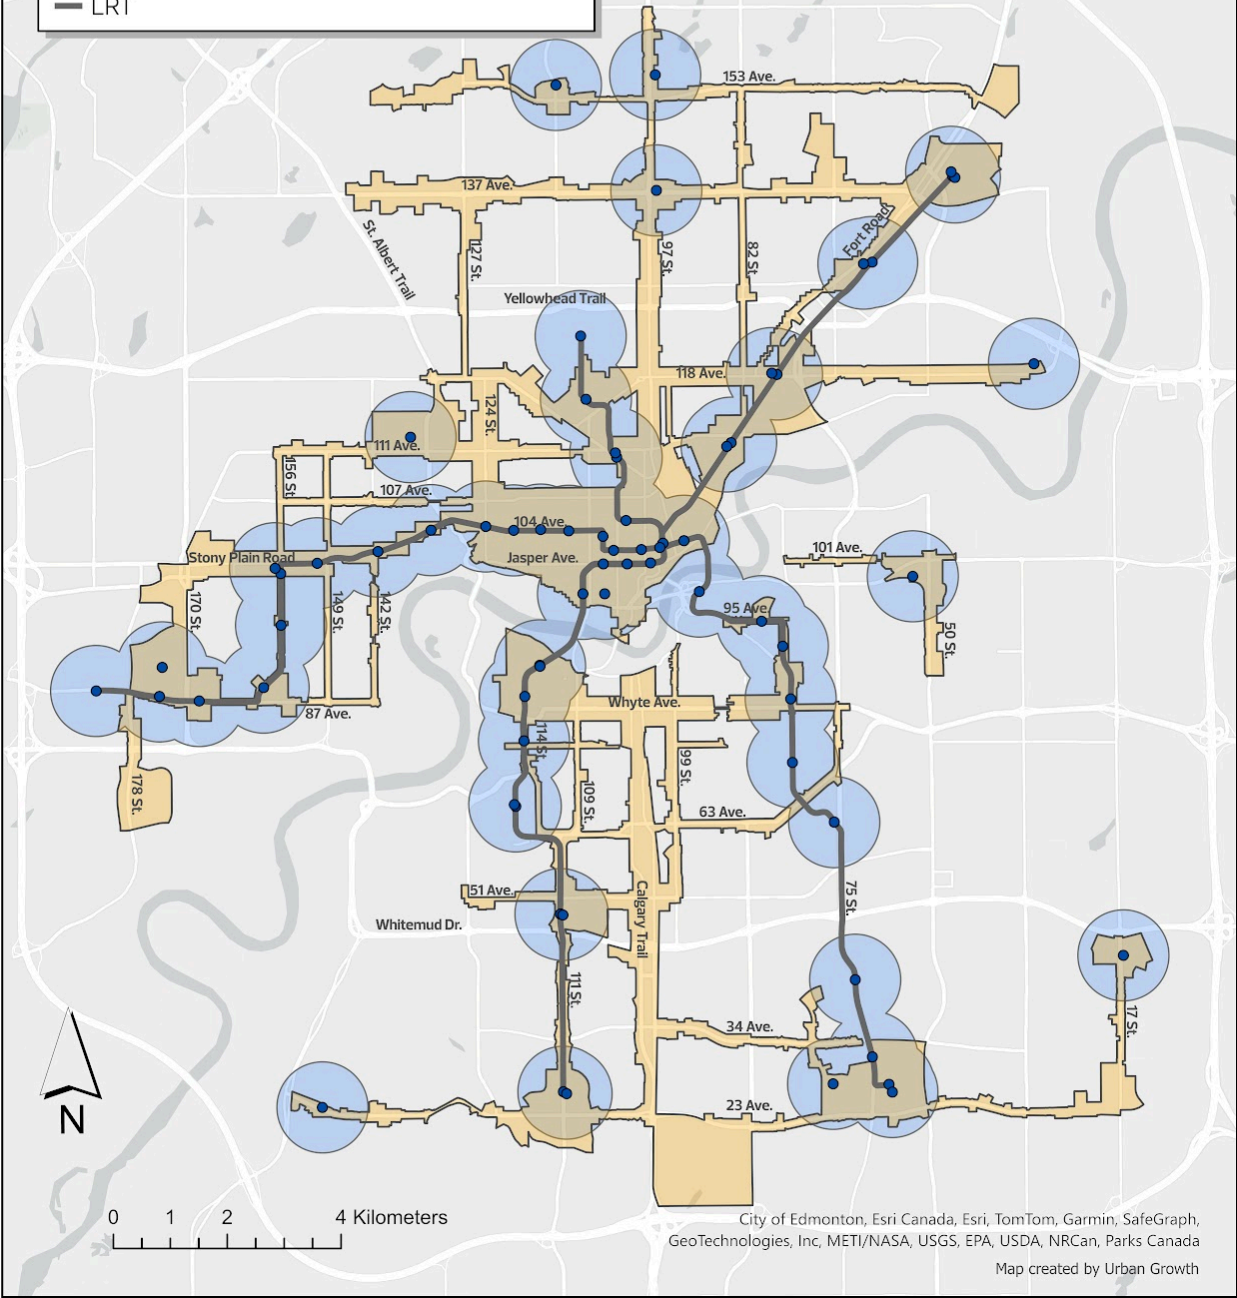 LRT
153 Ave.
137 Ave.
St. Albert Trail
127 St.
97 St.
82 St.
Fort Road
Yellowhead Trail
118 Ave.
124 St.
111 Ave.
156 St
107 Ave.
104 Ave.
Stony Plain Road
Jasper Ave.
101 Ave.
170 St.
149 St.
142 St.
95 Ave.
50 St.
87 Ave.
Whyte Ave.
114 St.
178 St.
109 St.
99 St.
63 Ave.
51 Ave.
Calgary Trail
75 St.
Whitemud Dr.
111 St.
34 Ave.
17 St.
23 Ave.
N
0 1 2 4 Kilometers
City of Edmonton, Esri Canada, Esri, TomTom, Garmin, SafeGraph,
GeoTechnologies, Inc, METI/NASA, USGS, EPA, USDA, NRCan, Parks Canada
Map created by Urban Growth